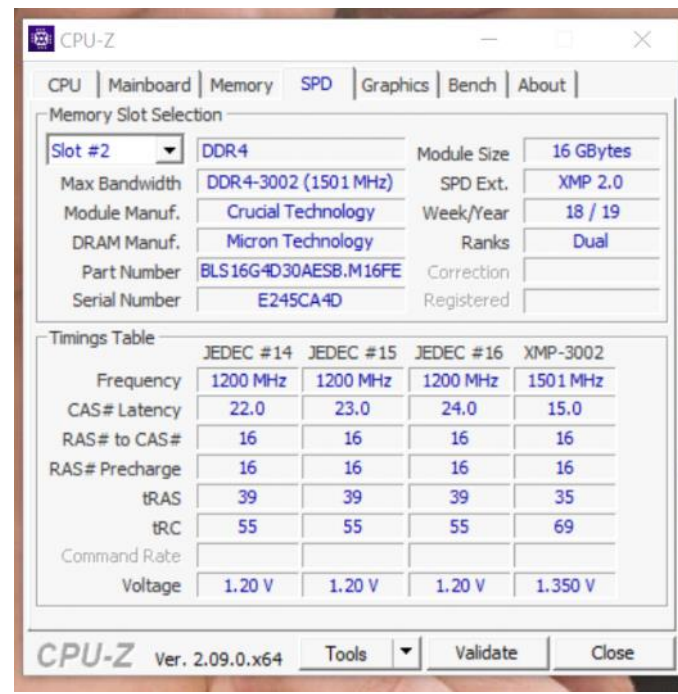 CPU-Z
CPU Mainboard Memory SPD Graphics Bench About
Memory Slot Selection
Slot #2 DDR4 Module Size 16 GBytes
Max Bandwidth DDR4-3002 (1501 MHz) SPD Ext. XMP 2.0
Module Manuf. Crucial Technology Week/Year 18 / 19
DRAM Manuf. Micron Technology Ranks Dual
Part Number BLS16G4D30AESB.M16FE Correction
Serial Number E245CA4D Registered
Timings Table
JEDEC #14 JEDEC #15 JEDEC #16 XMP-3002
Frequency 1200 MHz 1200 MHz 1200 MHz 1501 MHz
CAS# Latency 22.0 23.0 24.0 15.0
RAS# to CAS# 16 16 16 16
RAS# Precharge 16 16 16 16
tRAS 39 39 39 35
tRC 55 55 55 69
Command Rate
Voltage 1.20 V 1.20 V 1.20 V 1.350 V
CPU-Z Ver. 2.09.0.x64 Tools Validate Close